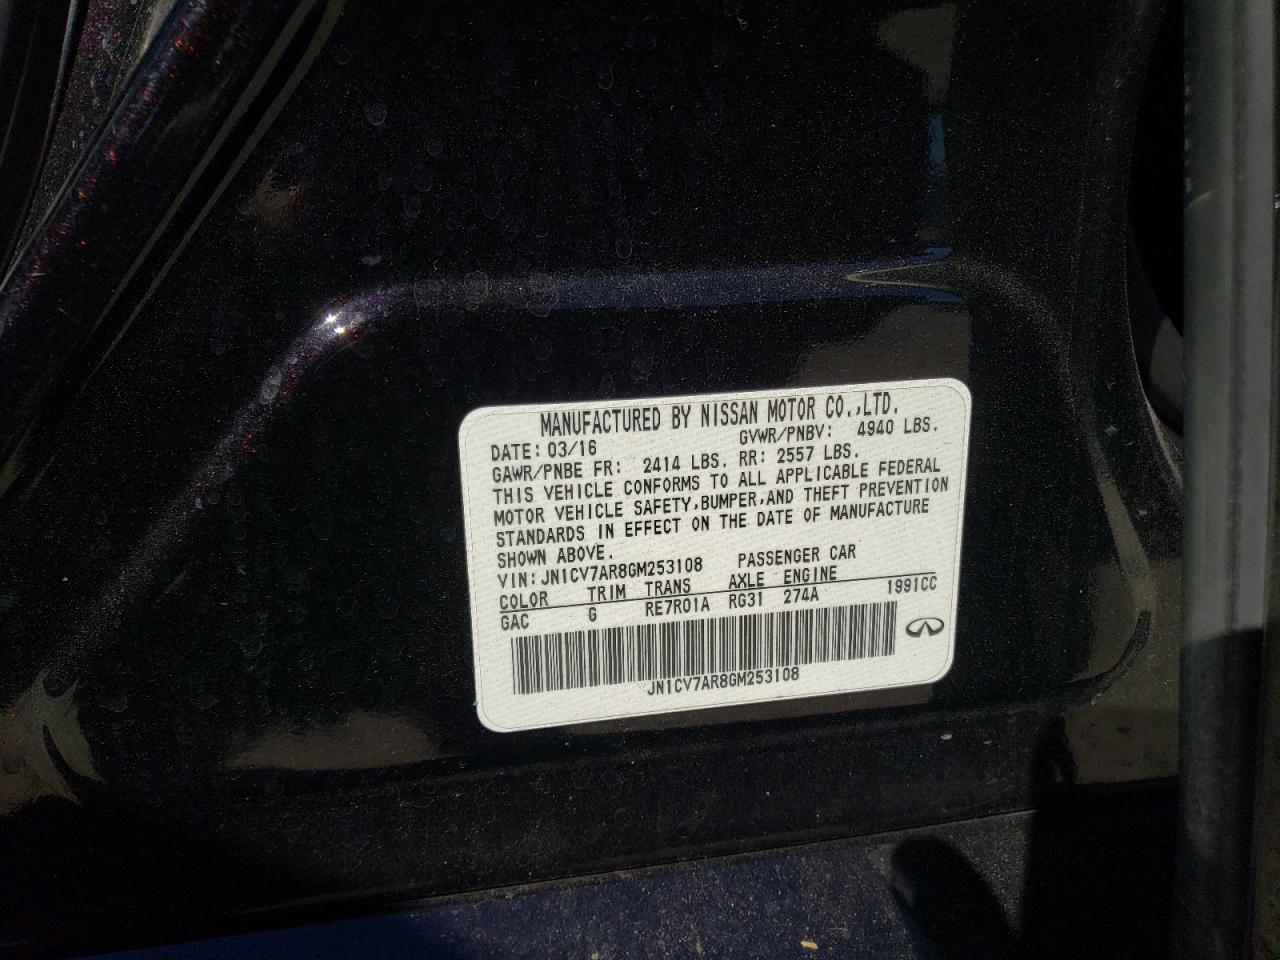 MANUFACTURED BY NISSAN MOTOR CO.,LTD.
DATE: 03/16 GVWR/PNBV: 4940 LBS.
GAWR/PNBE FR: 2414 LBS. RR: 2557 LBS.
THIS VEHICLE CONFORMS TO ALL APPLICABLE FEDERAL
MOTOR VEHICLE SAFETY,BUMPER,AND THEFT PREVENTION
STANDARDS IN EFFECT ON THE DATE OF MANUFACTURE
SHOWN ABOVE.
VIN: JN1CV7AR8GM253108 PASSENGER CAR
COLOR TRIM TRANS AXLE ENGINE
GAC G RE7R01A RG31 274A 1991CC
JN1CV7AR8GM253108